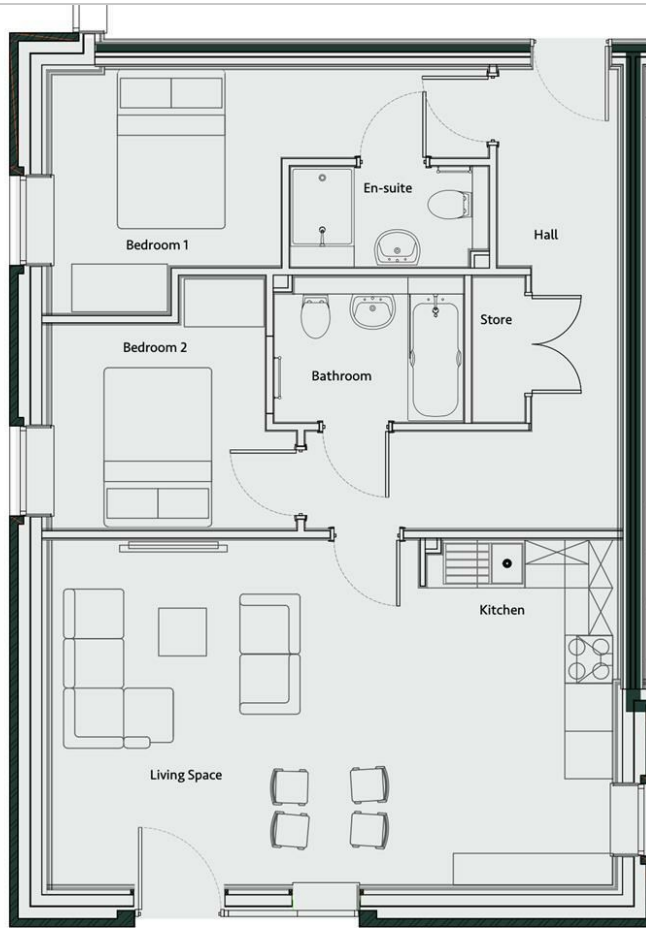 En-suite
Hall
Bedroom 1
Store
Bedroom 2
Bathroom
Kitchen
Living Space